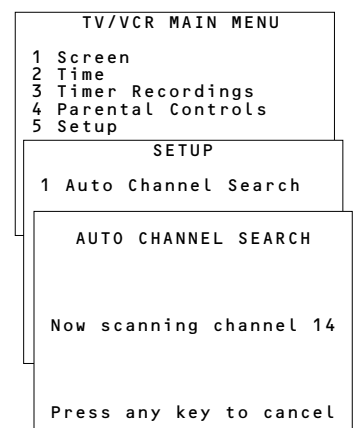 TV/VCR MAIN MENU
1 Screen
2 Time
3 Timer Recordings
4 Parental Controls
5 Setup
SETUP
1 Auto Channel Search
AUTO CHANNEL SEARCH
Now scanning channel 14
Press any key to cancel